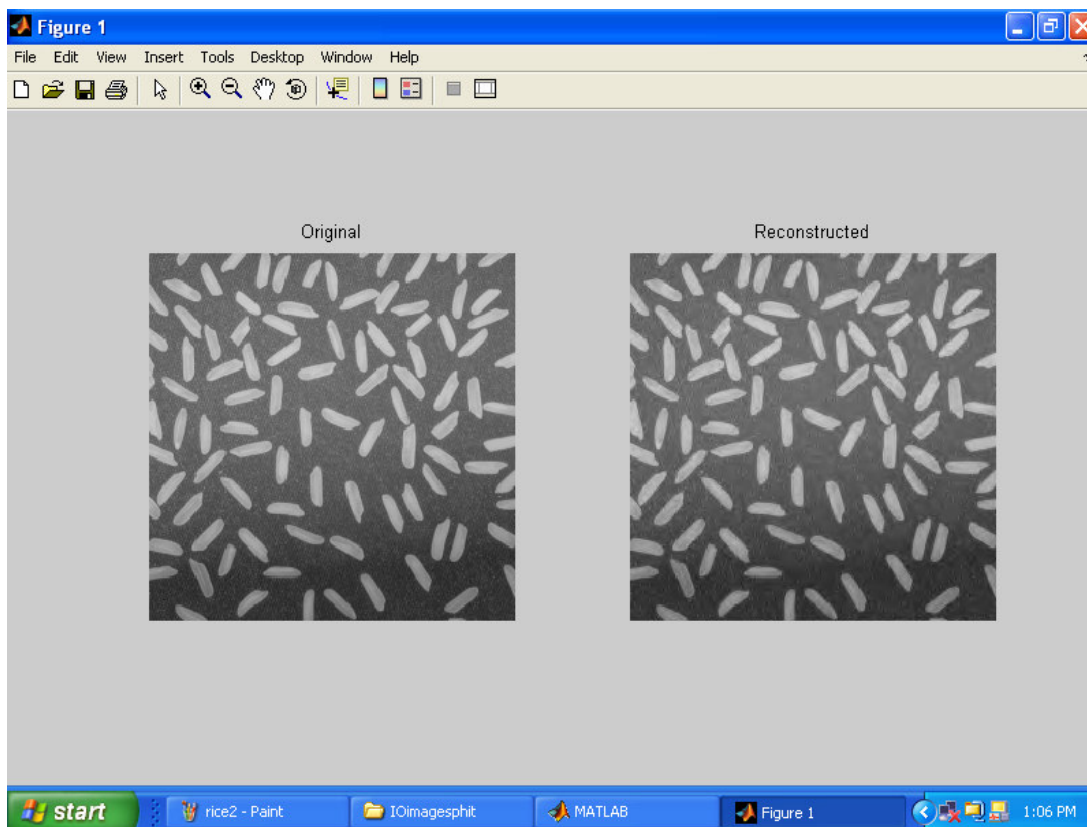 Figure 1
File Edit View Insert Tools Desktop Window Help
Original Reconstructed
start rice2 - Paint IOimagesphit MATLAB Figure 1 1:06 PM